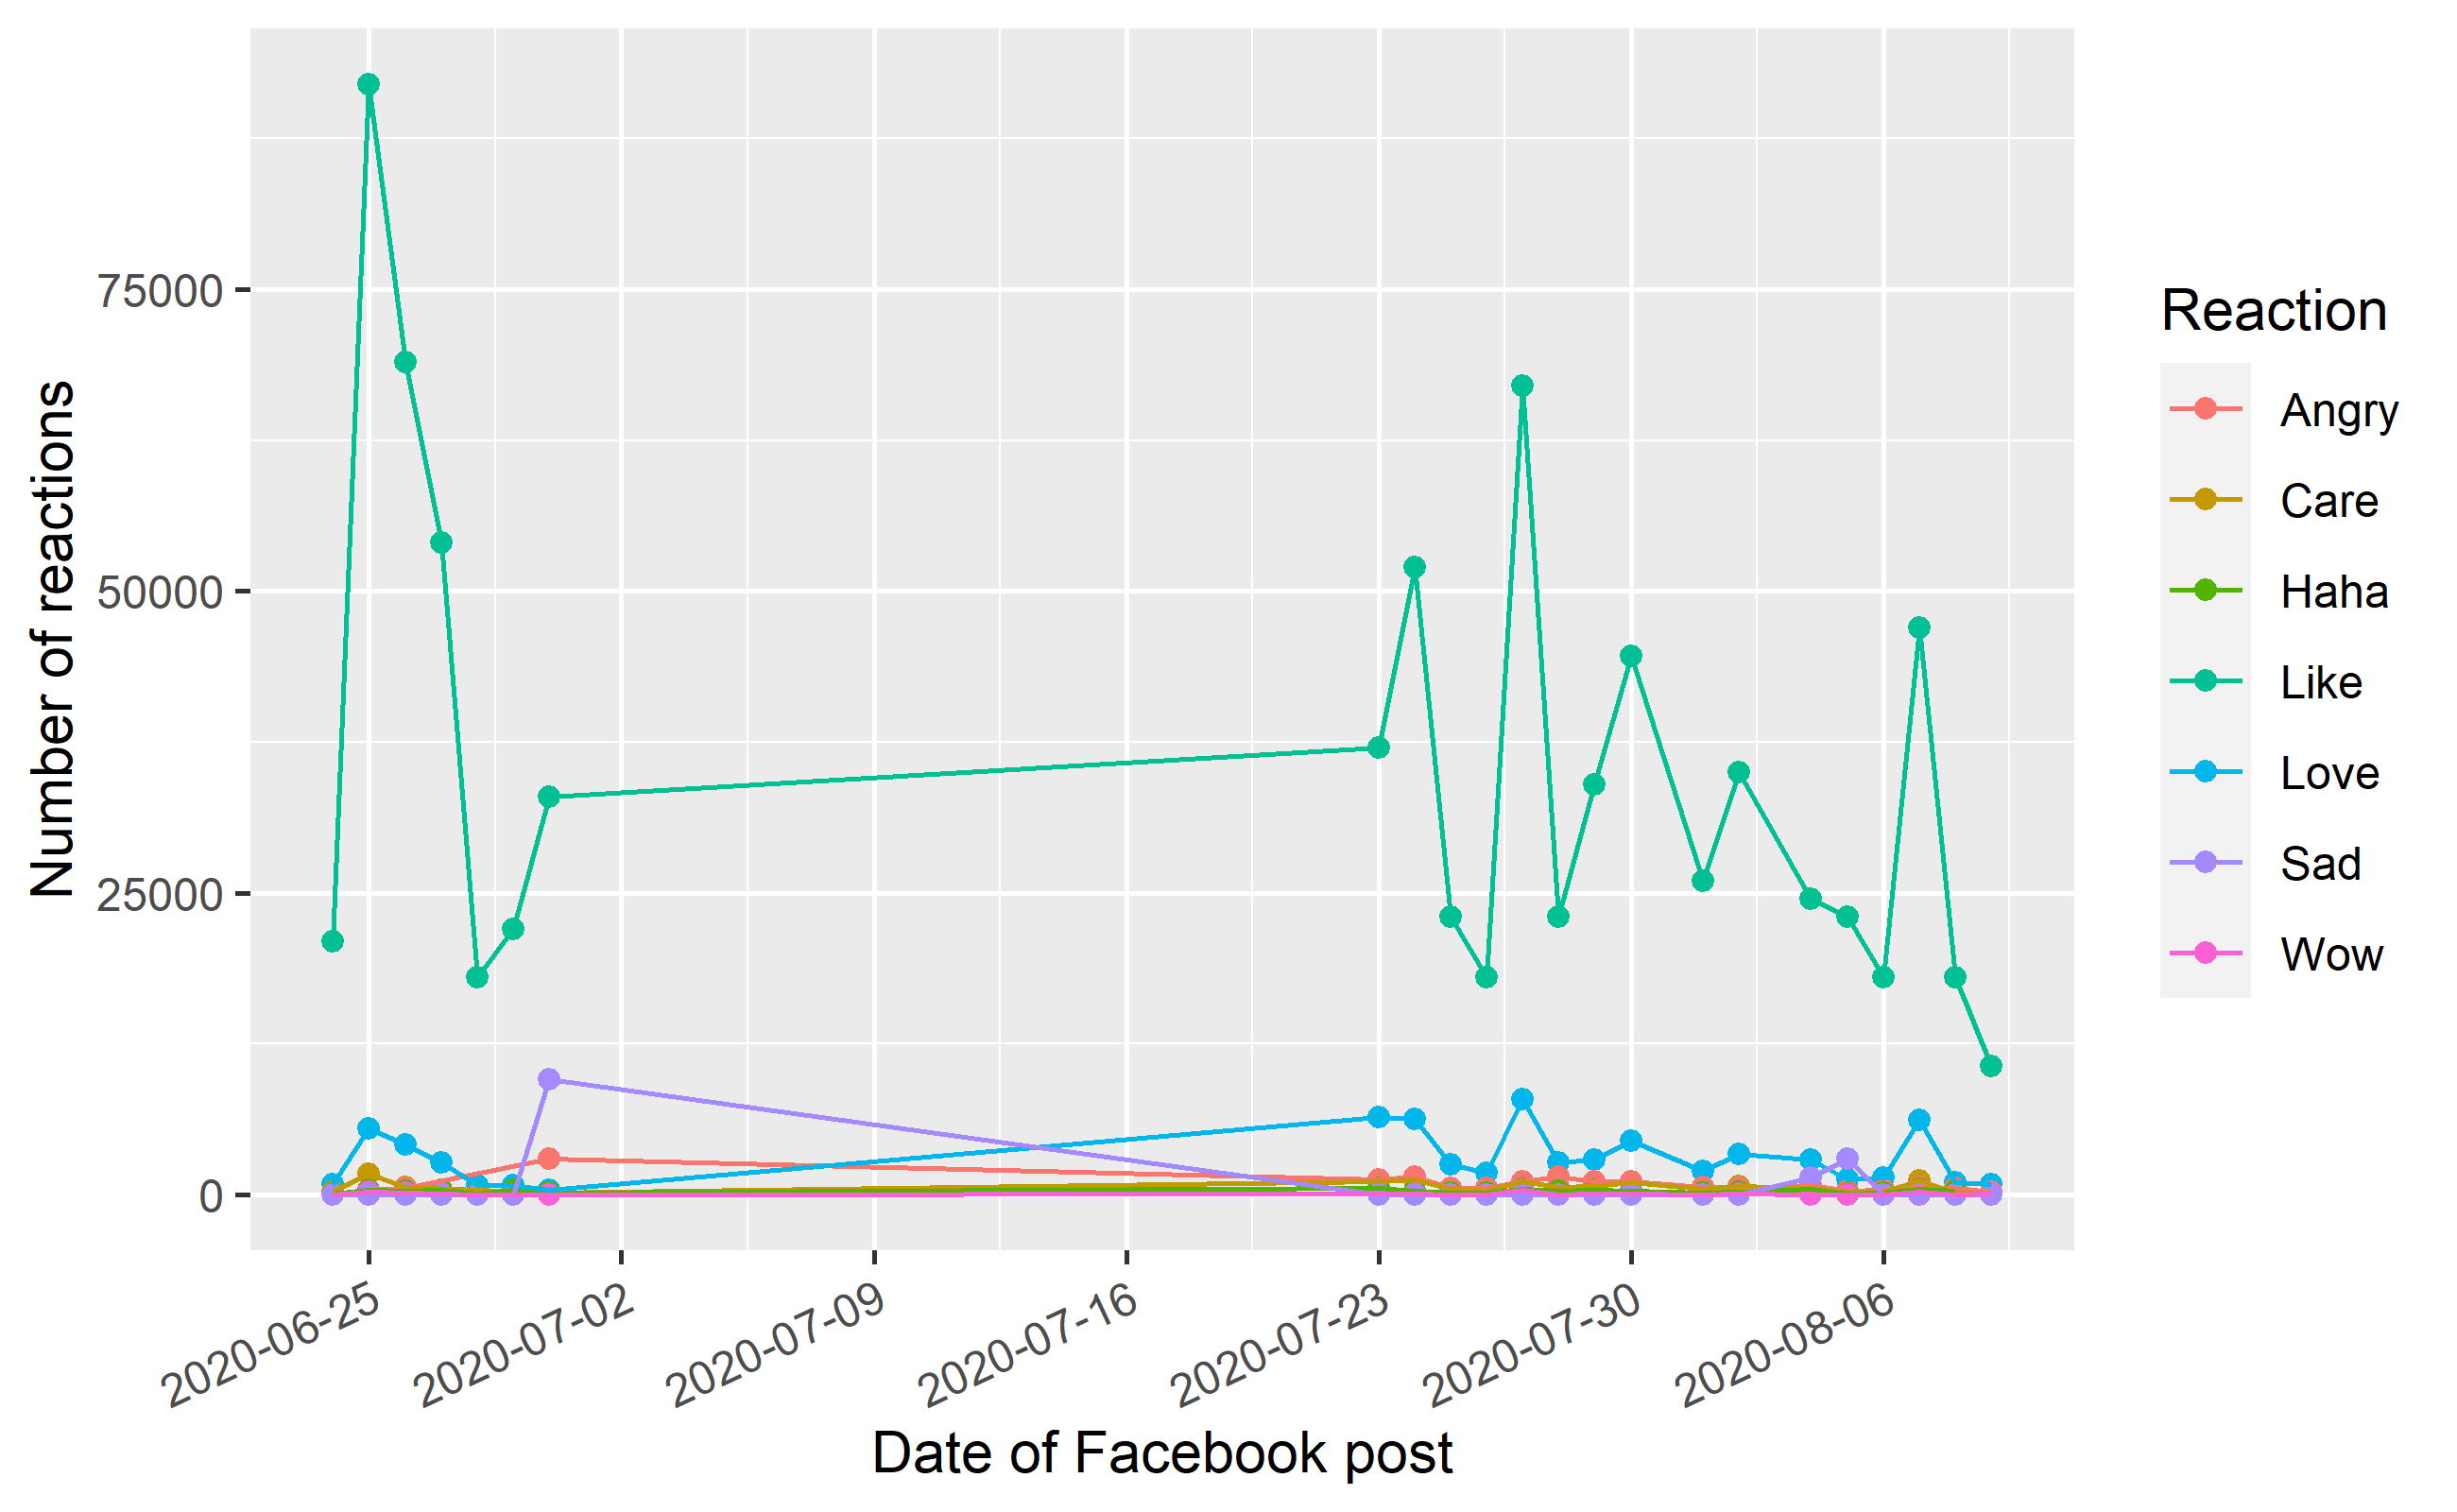 Number of reactions
75000
50000
25000
0
2020-06-25
2020-07-02
2020-07-09
2020-07-16
2020-07-23
2020-07-30
2020-08-06
Date of Facebook post
Reaction
Angry
Care
Haha
Like
Love
Sad
Wow